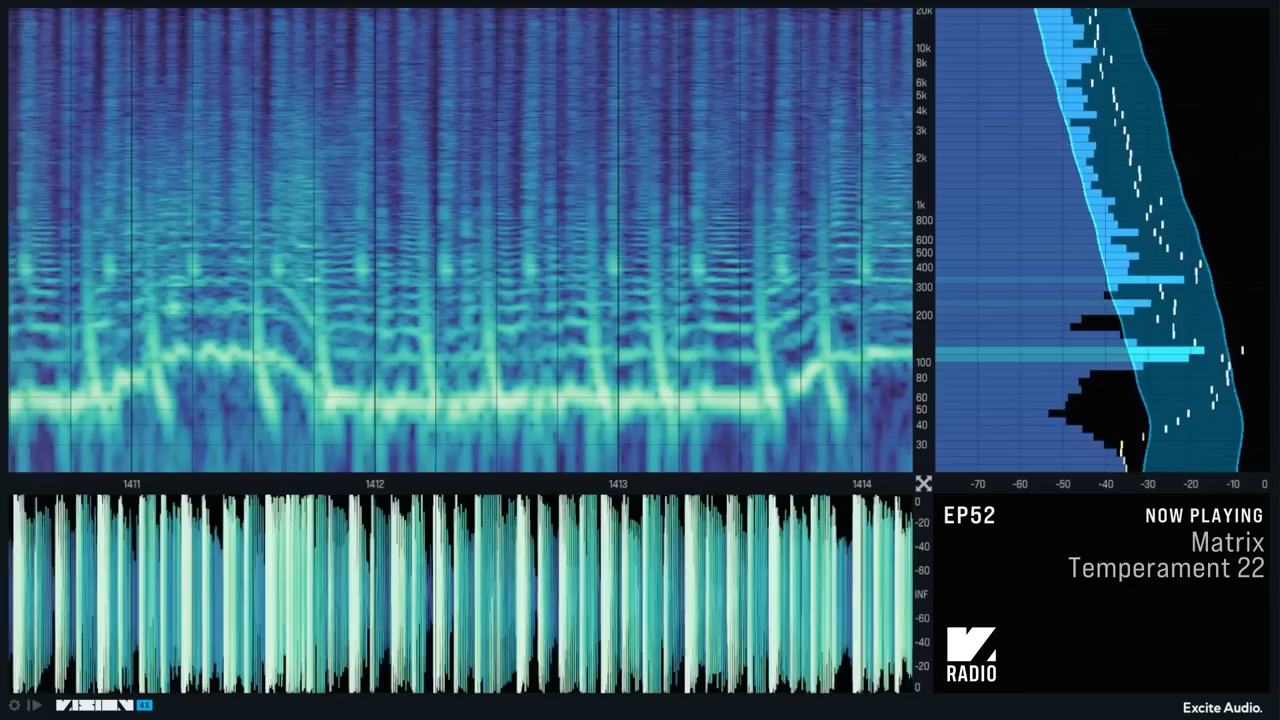 20k
10k
8k
6k
5k
4k
3k
2k
1k
800
600
500
400
300
200
100
80
60
50
40
30
1411
1412
1413
1414
-70 -60 -50 -40 -30 -20 -10 0
0
-20
-40
-60
INF
-60
-40
-20
0
EP52
NOW PLAYING
Matrix
Temperament 22
RADIO
VISION 4X
Excite Audio.